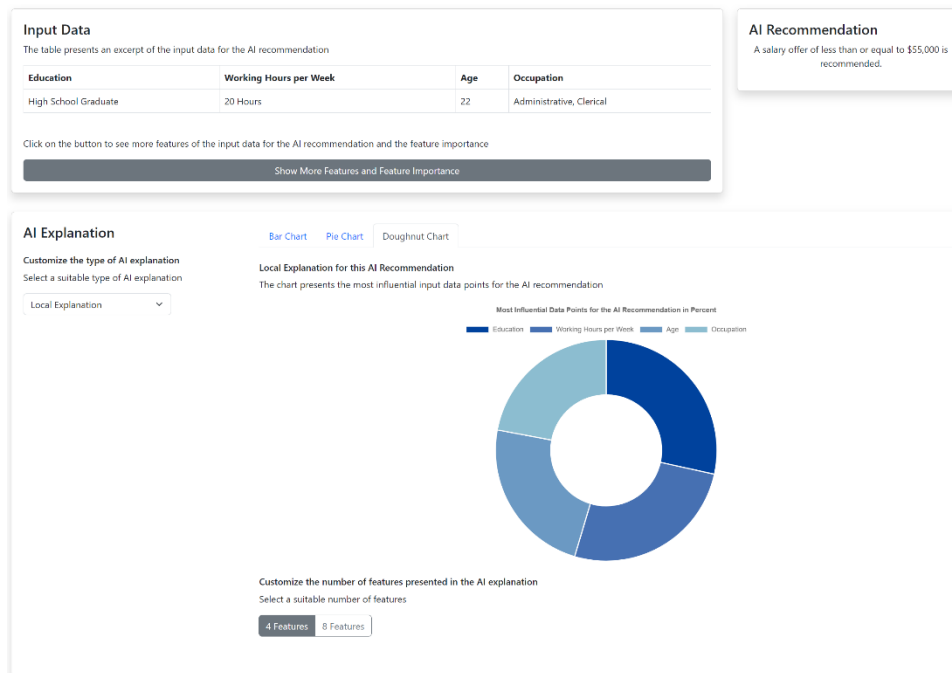 Input Data
The table presents an excerpt of the input data for the AI recommendation
Education Working Hours per Week Age Occupation
High School Graduate 20 Hours 22 Administrative, Clerical
Click on the button to see more features of the input data for the AI recommendation and the feature importance
Show More Features and Feature Importance
AI Recommendation
A salary offer of less than or equal to $55,000 is
recommended.
AI Explanation
Customize the type of AI explanation
Select a suitable type of AI explanation
Local Explanation
Bar Chart Pie Chart Doughnut Chart
Local Explanation for this AI Recommendation
The chart presents the most influential input data points for the AI recommendation
Most Influential Data Points for the AI Recommendation in Percent
Education Working Hours per Week Age Occupation
Customize the number of features presented in the AI explanation
Select a suitable number of features
4 Features 8 Features